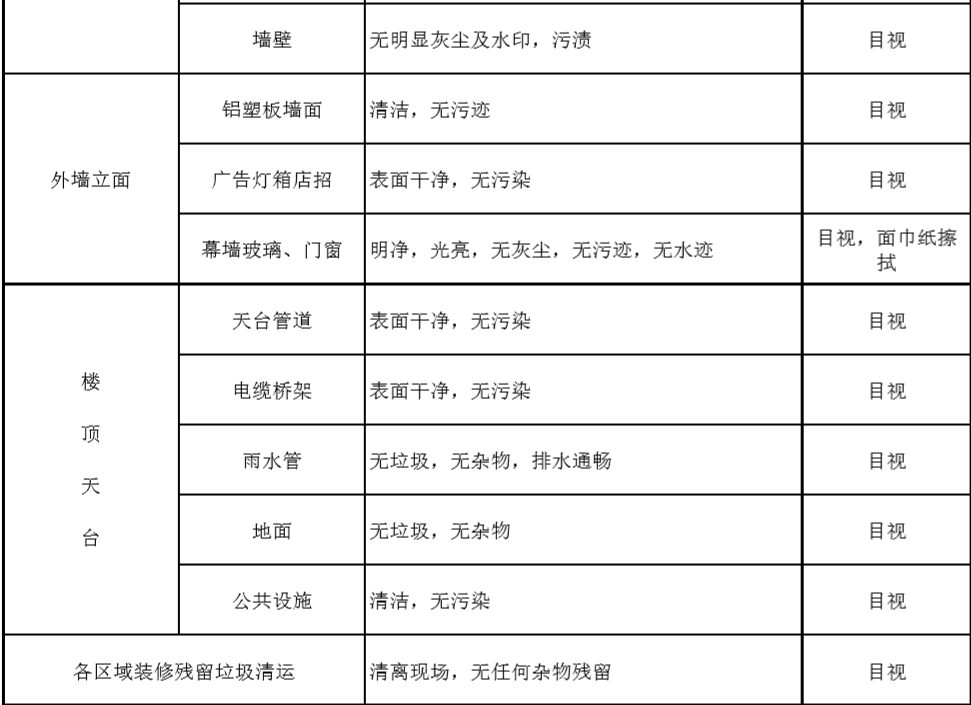 墙壁 无明显灰尘及水印，污渍 目视
外墙立面
铝塑板墙面 清洁，无污迹 目视
广告灯箱店招 表面干净，无污染 目视
幕墙玻璃、门窗 明净，光亮，无灰尘，无污迹，无水迹 目视，面巾纸擦
拭
楼
顶
天
台
天台管道 表面干净，无污染 目视
电缆桥架 表面干净，无污染 目视
雨水管 无垃圾，无杂物，排水通畅 目视
地面 无垃圾，无杂物 目视
公共设施 清洁，无污染 目视
各区域装修残留垃圾清运 清离现场，无任何杂物残留 目视